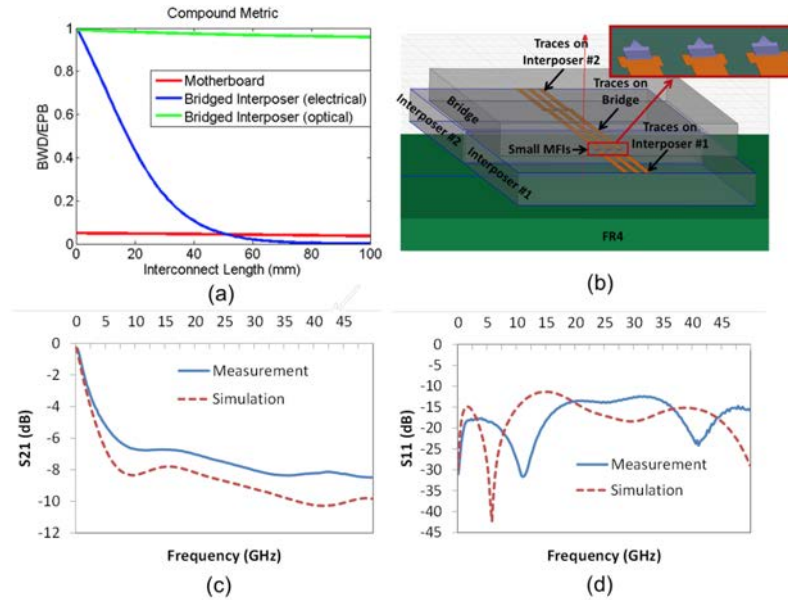 Compound Metric
BWD/EPB
1
0.8
0.6
0.4
0.2
0
Motherboard
Bridged Interposer (electrical)
Bridged Interposer (optical)
0 20 40 60 80 100
Interconnect Length (mm)
(a)
Traces on
Interposer #2
Traces on
Bridge
Traces on
Interposer #1
Bridge
Interposer #2
Interposer #1
Small MFIs
FR4
(b)
0 5 10 15 20 25 30 35 40 45
0
-2
-4
-6
-8
-10
-12
S21 (dB)
Measurement
Simulation
Frequency (GHz)
(c)
0 5 10 15 20 25 30 35 40 45
0
-5
-10
-15
-20
-25
-30
-35
-40
-45
S11 (dB)
Measurement
Simulation
Frequency (GHz)
(d)